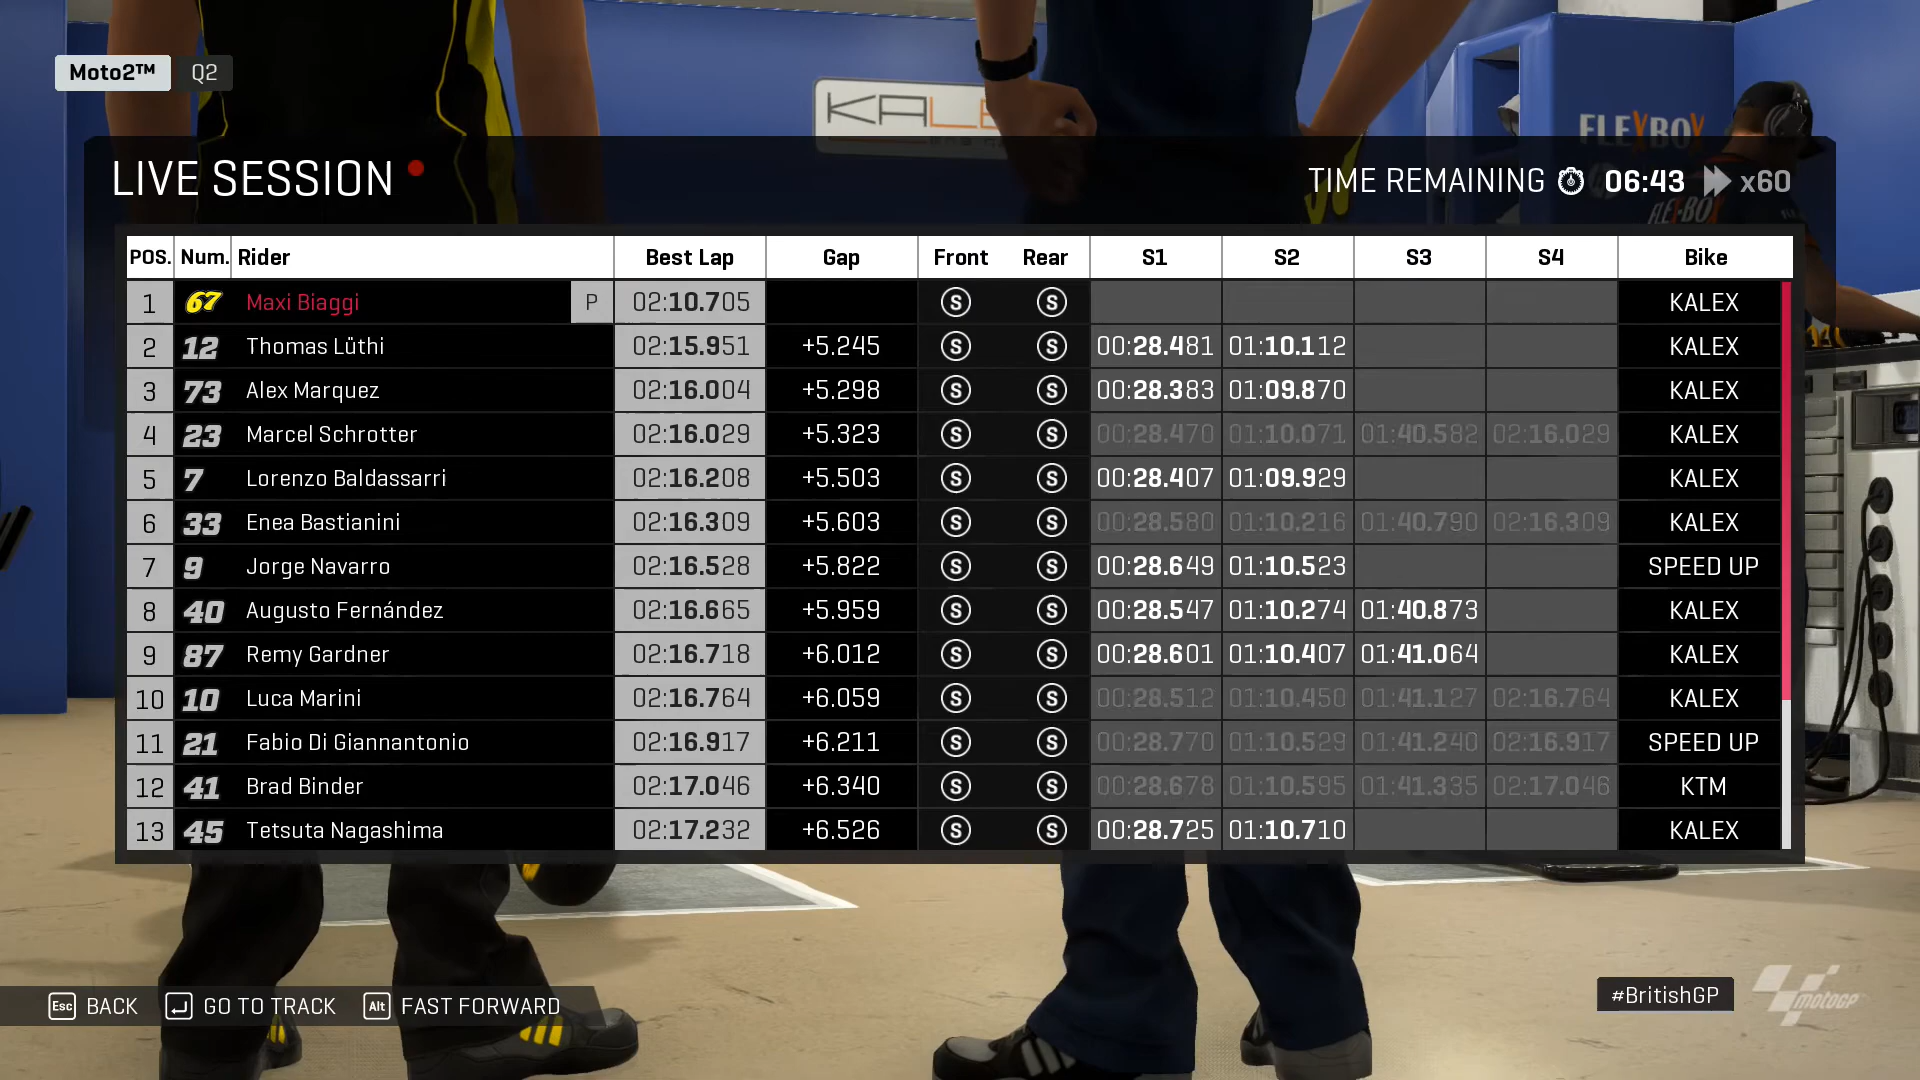 Moto2™ Q2
KALE
FLEXBOX
LIVE SESSION
TIME REMAINING 06:43 x60
FLEXBOX
POS. Num. Rider Best Lap Gap Front Rear S1 S2 S3 S4 Bike
1 67 Maxi Biaggi P 02:10.705 S S KALEX
2 12 Thomas Lüthi 02:15.951 +5.245 S S 00:28.481 01:10.112 KALEX
3 73 Alex Marquez 02:16.004 +5.298 S S 00:28.383 01:09.870 KALEX
4 23 Marcel Schrotter 02:16.029 +5.323 S S 00:28.470 01:10.071 01:40.582 02:16.029 KALEX
5 7 Lorenzo Baldassarri 02:16.208 +5.503 S S 00:28.407 01:09.929 KALEX
6 33 Enea Bastianini 02:16.309 +5.603 S S 00:28.580 01:10.216 01:40.790 02:16.309 KALEX
7 9 Jorge Navarro 02:16.528 +5.822 S S 00:28.649 01:10.523 SPEED UP
8 40 Augusto Fernández 02:16.665 +5.959 S S 00:28.547 01:10.274 01:40.873 KALEX
9 87 Remy Gardner 02:16.718 +6.012 S S 00:28.601 01:10.407 01:41.064 KALEX
10 10 Luca Marini 02:16.764 +6.059 S S 00:28.512 01:10.450 01:41.127 02:16.764 KALEX
11 21 Fabio Di Giannantonio 02:16.917 +6.211 S S 00:28.770 01:10.529 01:41.240 02:16.917 SPEED UP
12 41 Brad Binder 02:17.046 +6.340 S S 00:28.678 01:10.595 01:41.335 02:17.046 KTM
13 45 Tetsuta Nagashima 02:17.232 +6.526 S S 00:28.725 01:10.710 KALEX
Esc BACK GO TO TRACK Alt FAST FORWARD
#BritishGP
motoGP